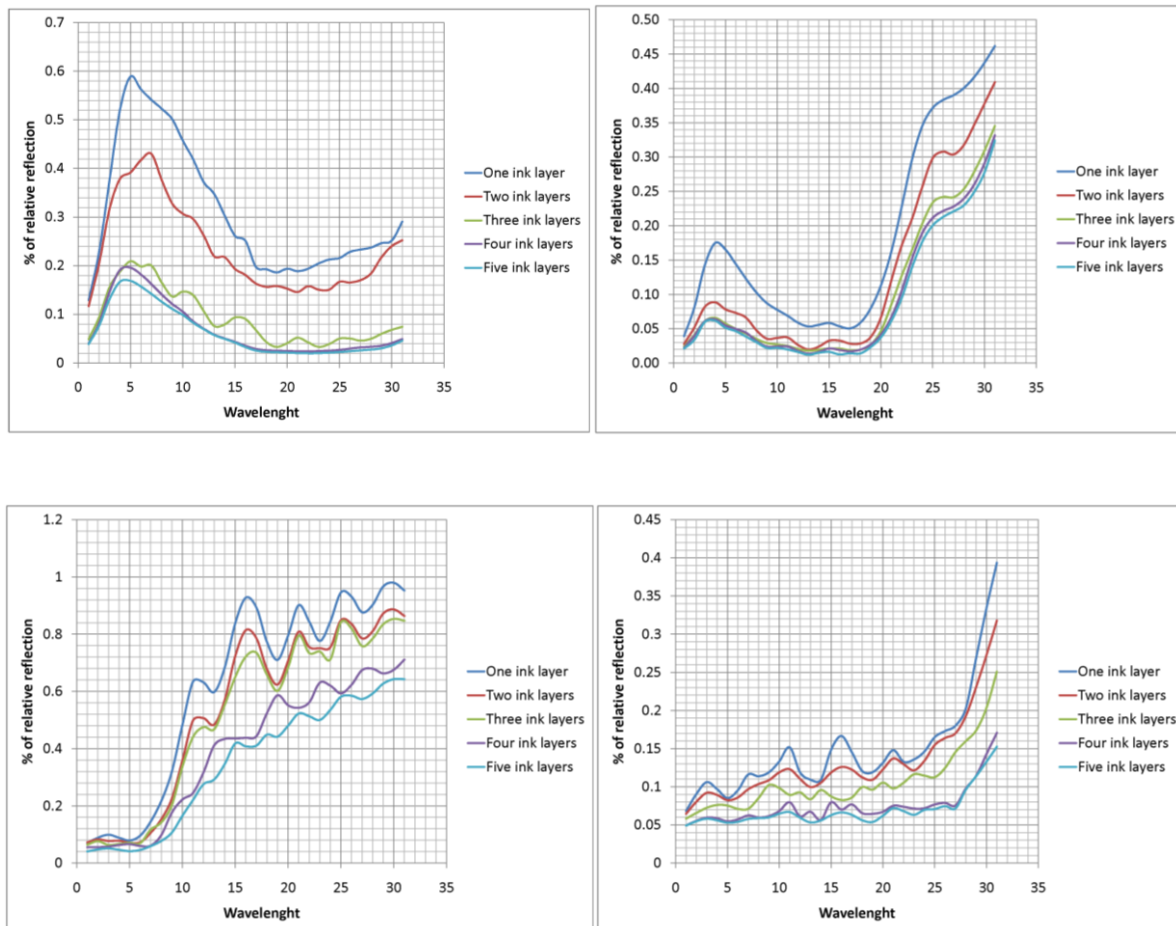 0.7
0.6
0.5
0.4
0.3
0.2
0.1
0
% of relative reflection
0 5 10 15 20 25 30 35
Wavelenght
One ink layer
Two ink layers
Three ink layers
Four ink layers
Five ink layers
0.50
0.45
0.40
0.35
0.30
0.25
0.20
0.15
0.10
0.05
0.00
% of relative reflection
0 5 10 15 20 25 30 35
Wavelenght
One ink layer
Two ink layers
Three ink layers
Four ink layers
Five ink layers
1.2
1
0.8
0.6
0.4
0.2
0
% of relative reflection
0 5 10 15 20 25 30 35
Wavelenght
One ink layer
Two ink layers
Three ink layers
Four ink layers
Five ink layers
0.45
0.4
0.35
0.3
0.25
0.2
0.15
0.1
0.05
0
% of relative reflection
0 5 10 15 20 25 30 35
Wavelenght
One ink layer
Two ink layers
Three ink layers
Four ink layers
Five ink layers